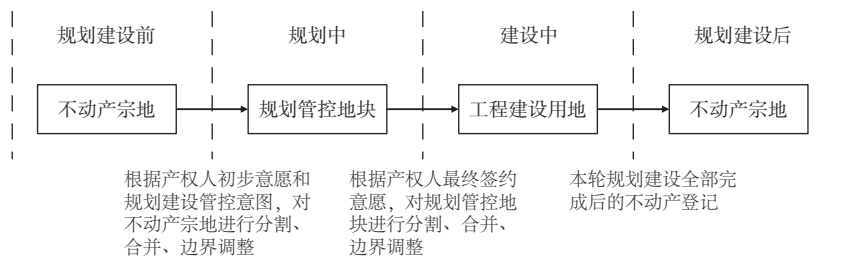 规划建设前
规划中
建设中
规划建设后
不动产宗地
规划管控地块
工程建设用地
不动产宗地
根据产权人初步意愿和
规划建设管控意图，对
不动产宗地进行分割、
合并、边界调整
根据产权人最终签约
意愿，对规划管控地
块进行分割、合并、
边界调整
本轮规划建设全部完
成后的不动产登记